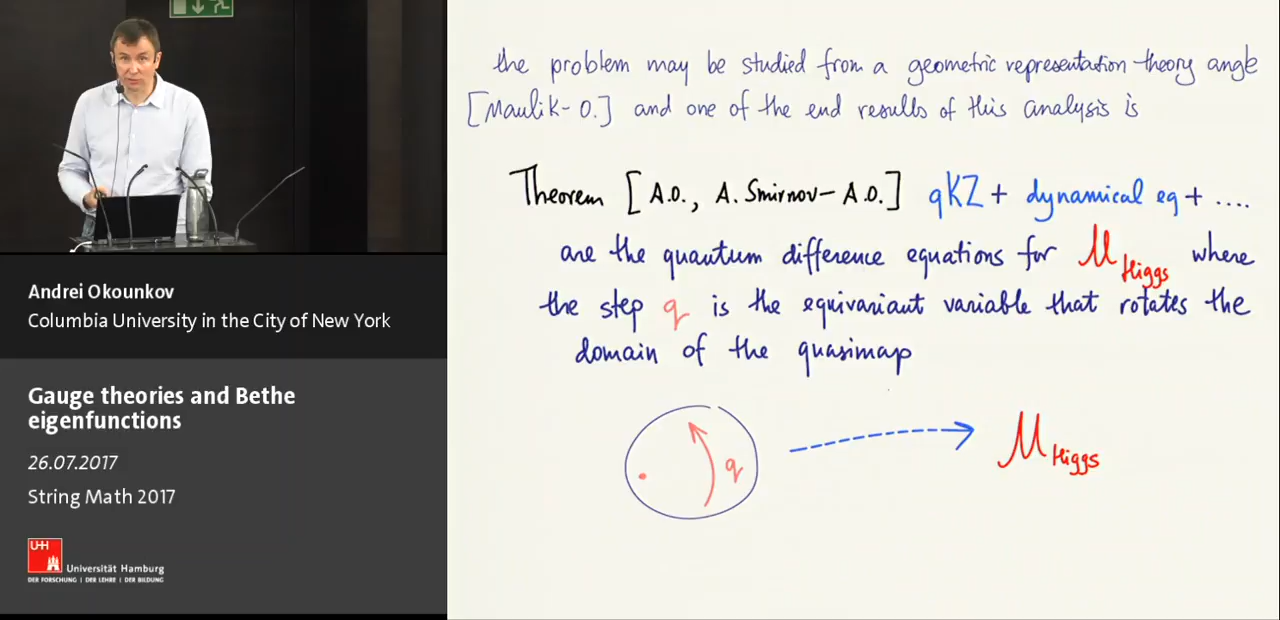 Andrei Okounkov
Columbia University in the City of New York
Gauge theories and Bethe
eigenfunctions
26.07.2017
String Math 2017
UH
Universität Hamburg
DER FORSCHUNG | DER LEHRE | DER BILDUNG
the problem may be studied from a geometric representation theory angle
[Maulik-O.] and one of the end results of this analysis is
Theorem [A.O., A. Smirnov-A.O.] qKZ + dynamical eq + ....
are the quantum difference equations for M Higgs where
the step q is the equivariant variable that rotates the
domain of the quasimap
q
M Higgs